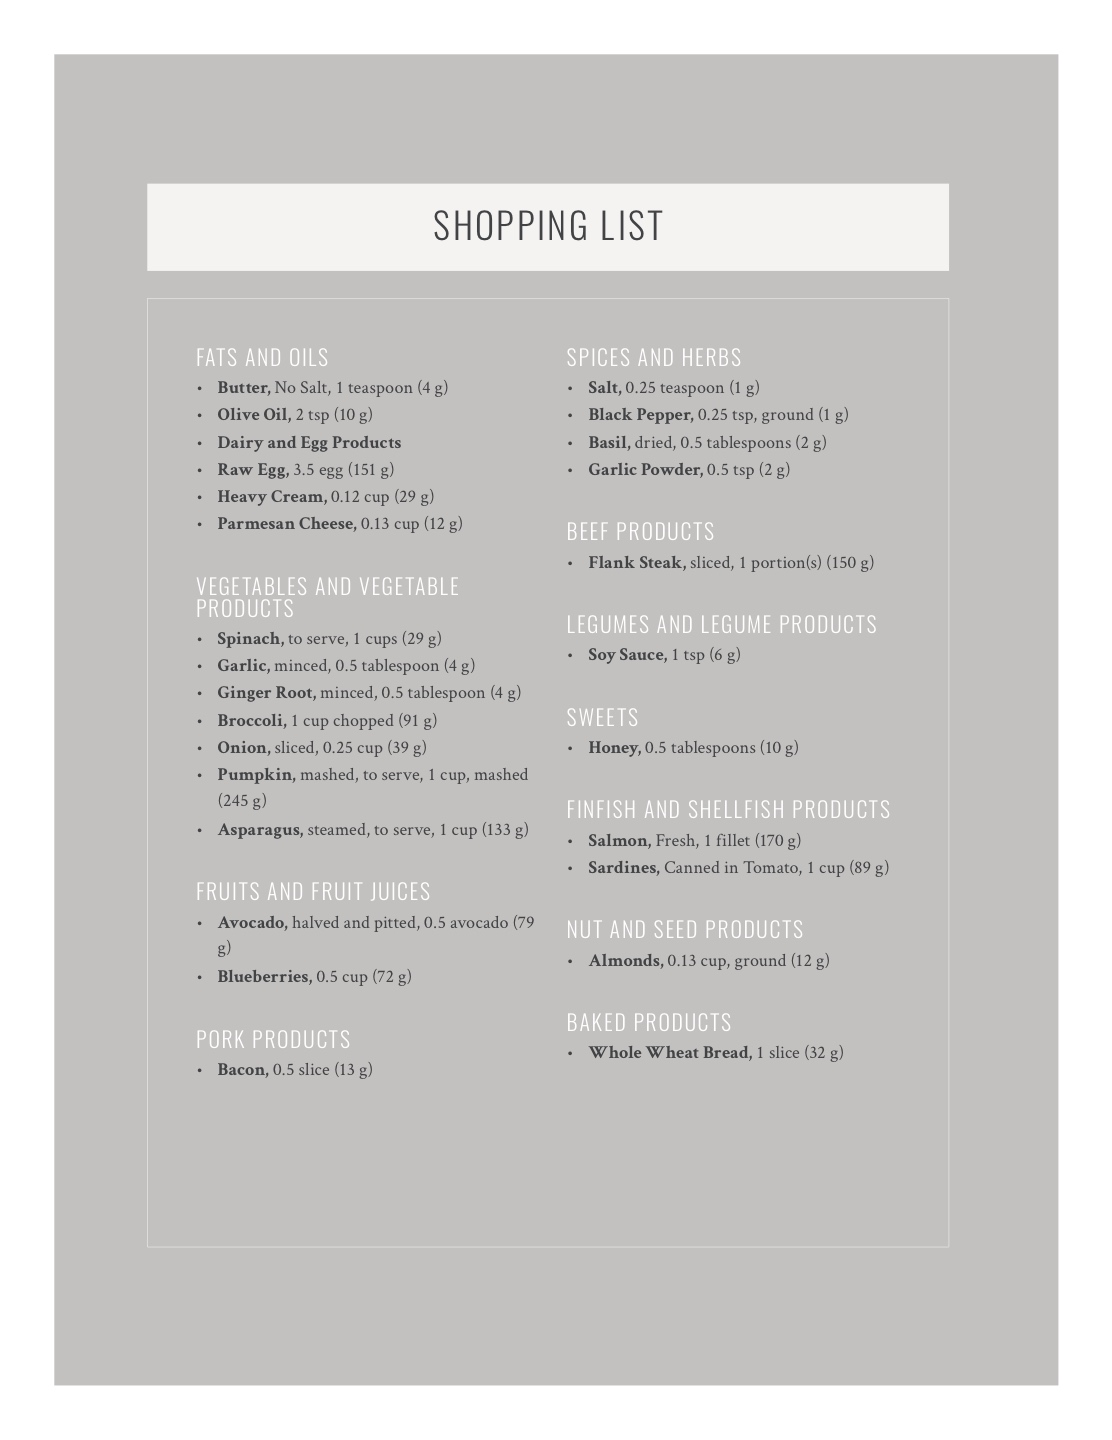 SHOPPING LIST
FATS AND OILS
• Butter, No Salt, 1 teaspoon (4 g)
• Olive Oil, 2 tsp (10 g)
• Dairy and Egg Products
• Raw Egg, 3.5 egg (151 g)
• Heavy Cream, 0.12 cup (29 g)
• Parmesan Cheese, 0.13 cup (12 g)
VEGETABLES AND VEGETABLE
PRODUCTS
• Spinach, to serve, 1 cups (29 g)
• Garlic, minced, 0.5 tablespoon (4 g)
• Ginger Root, minced, 0.5 tablespoon (4 g)
• Broccoli, 1 cup chopped (91 g)
• Onion, sliced, 0.25 cup (39 g)
• Pumpkin, mashed, to serve, 1 cup, mashed
(245 g)
• Asparagus, steamed, to serve, 1 cup (133 g)
FRUITS AND FRUIT JUICES
• Avocado, halved and pitted, 0.5 avocado (79
g)
• Blueberries, 0.5 cup (72 g)
PORK PRODUCTS
• Bacon, 0.5 slice (13 g)
SPICES AND HERBS
• Salt, 0.25 teaspoon (1 g)
• Black Pepper, 0.25 tsp, ground (1 g)
• Basil, dried, 0.5 tablespoons (2 g)
• Garlic Powder, 0.5 tsp (2 g)
BEEF PRODUCTS
• Flank Steak, sliced, 1 portion(s) (150 g)
LEGUMES AND LEGUME PRODUCTS
• Soy Sauce, 1 tsp (6 g)
SWEETS
• Honey, 0.5 tablespoons (10 g)
FINFISH AND SHELLFISH PRODUCTS
• Salmon, Fresh, 1 fillet (170 g)
• Sardines, Canned in Tomato, 1 cup (89 g)
NUT AND SEED PRODUCTS
• Almonds, 0.13 cup, ground (12 g)
BAKED PRODUCTS
• Whole Wheat Bread, 1 slice (32 g)